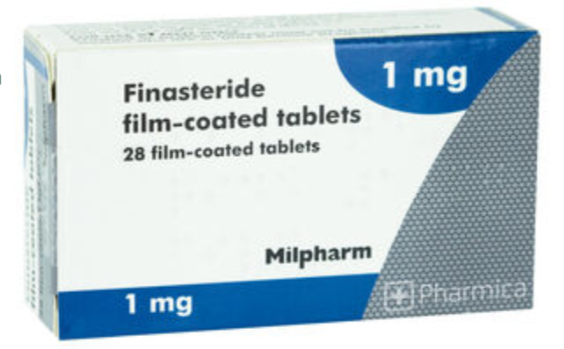 Finasteride
film-coated tablets
28 film-coated tablets
1 mg
Milpharm
1 mg
Pharmica